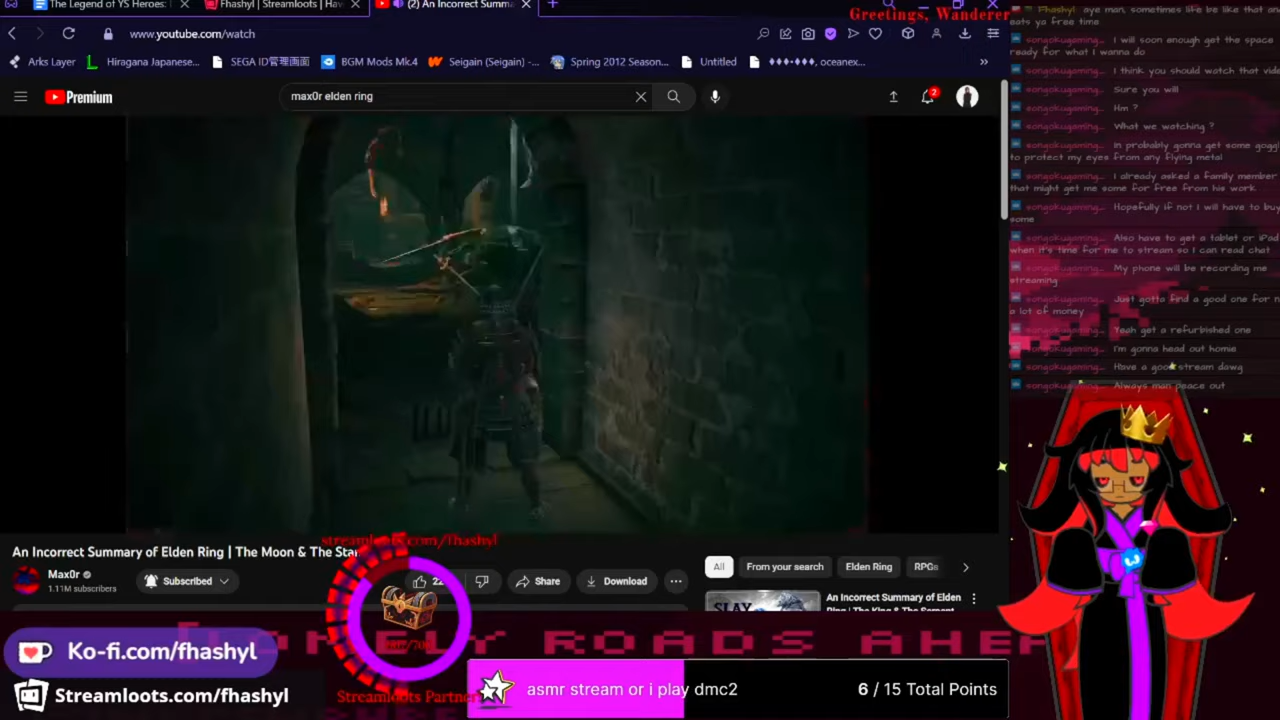 The Legend of YS Heroes:
Fhashyl | Streamloots | Hav
(2) An Incorrect Summa
Greetings, Wanderer
www.youtube.com/watch
Arks Layer
Hiragana Japanese...
SEGA ID管理画面
BGM Mods Mk.4
Seigain (Seigain) -...
Spring 2012 Season...
Untitled
♦♦♦-♦♦♦, oceanex...
Premium
max0r elden ring
2
Fhashyl aye man, sometimes life be like that and
eats ya free time
songokugaming... I will soon enough get the space
ready for what I wanna do
songokugaming... I think you should watch that vide
songokugaming... Sure you will
songokugaming... Hm ?
songokugaming... What we watching ?
songokugaming... In probably gonna get some goggl
to protect my eyes from any flying metal
songokugaming... I already asked a family member
that might get me some for free from his work
songokugaming... Hopefully if not I will have to buy
some
songokugaming... Also have to get a tablet or iPad
when it's time for me to stream so I can read chat
songokugaming... My phone will be recording me
streaming
songokugaming... Just gotta find a good one for n
a lot of money
songokugaming... Yeah get a refurbished one
songokugaming... I'm gonna head out homie
songokugaming... Have a good stream dawg
songokugaming... Always man peace out
An Incorrect Summary of Elden Ring | The Moon & The Sta
streamloots.com/fhashyl
Max0r
1.11M subscribers
Subscribed
22
Share
Download
All
From your search
Elden Ring
RPGs
An Incorrect Summary of Elden
Ring | The King & The Serpent
SLAY
LONELY ROADS AHE
Ko-fi.com/fhashyl
Streamloots.com/fhashyl
Streamloots Partner
asmr stream or i play dmc2
6 / 15 Total Points